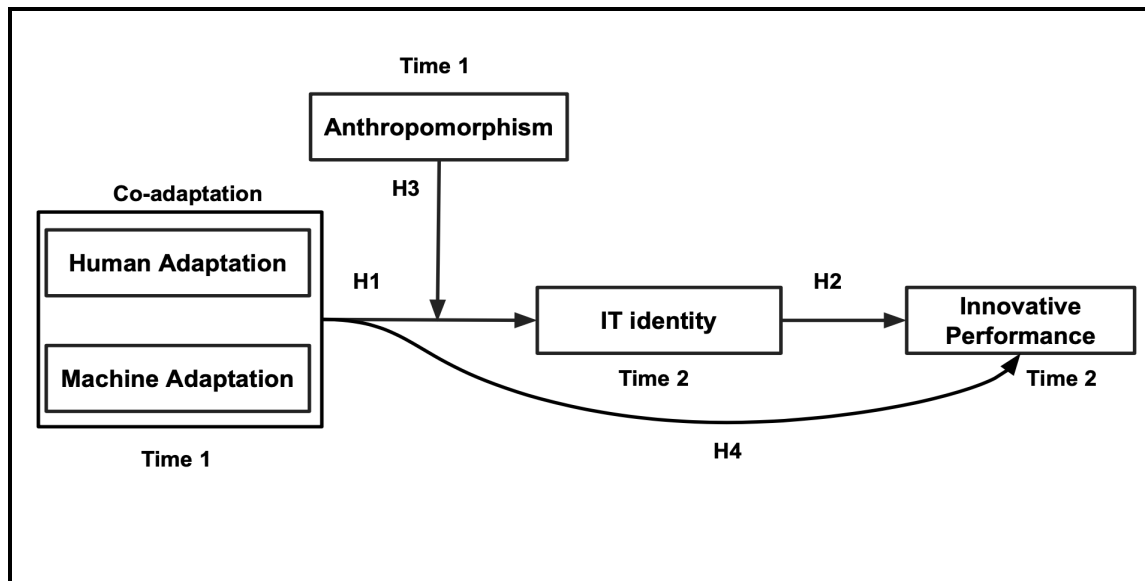 Time 1
Anthropomorphism
H3
Co-adaptation
Human Adaptation
Machine Adaptation
Time 1
H1
IT identity
Time 2
H2
Innovative
Performance
Time 2
H4